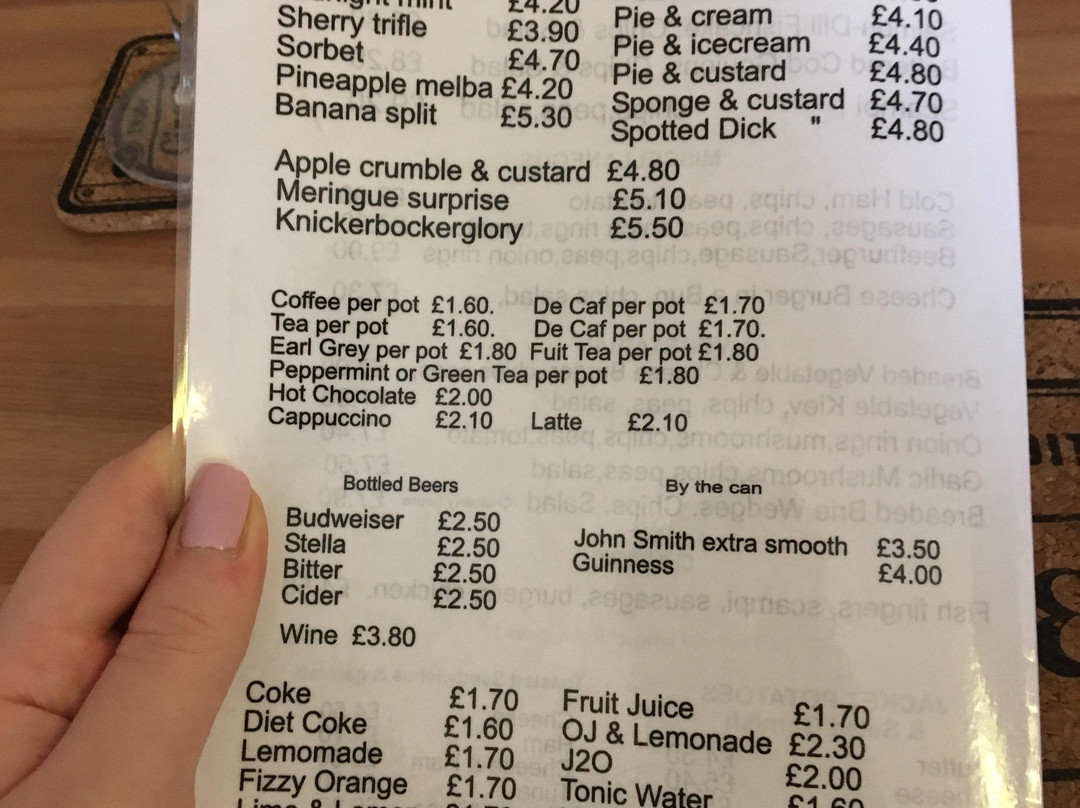 £4.20
Sherry trifle £3.90
Sorbet £4.70
Pineapple melba £4.20
Banana split £5.30
Pie & cream £4.10
Pie & icecream £4.40
Pie & custard £4.80
Sponge & custard £4.70
Spotted Dick " £4.80
Apple crumble & custard £4.80
Meringue surprise £5.10
Knickerbockerglory £5.50
Coffee per pot £1.60. De Caf per pot £1.70
Tea per pot £1.60. De Caf per pot £1.70.
Earl Grey per pot £1.80 Fuit Tea per pot £1.80
Peppermint or Green Tea per pot £1.80
Hot Chocolate £2.00
Cappuccino £2.10 Latte £2.10
Bottled Beers
Budweiser £2.50
Stella £2.50
Bitter £2.50
Cider £2.50
By the can
John Smith extra smooth £3.50
Guinness £4.00
Wine £3.80
Coke £1.70
Diet Coke £1.60
Lemomade £1.70
Fizzy Orange £1.70
Fruit Juice £1.70
OJ & Lemonade £2.30
J2O £2.00
Tonic Water £1.60